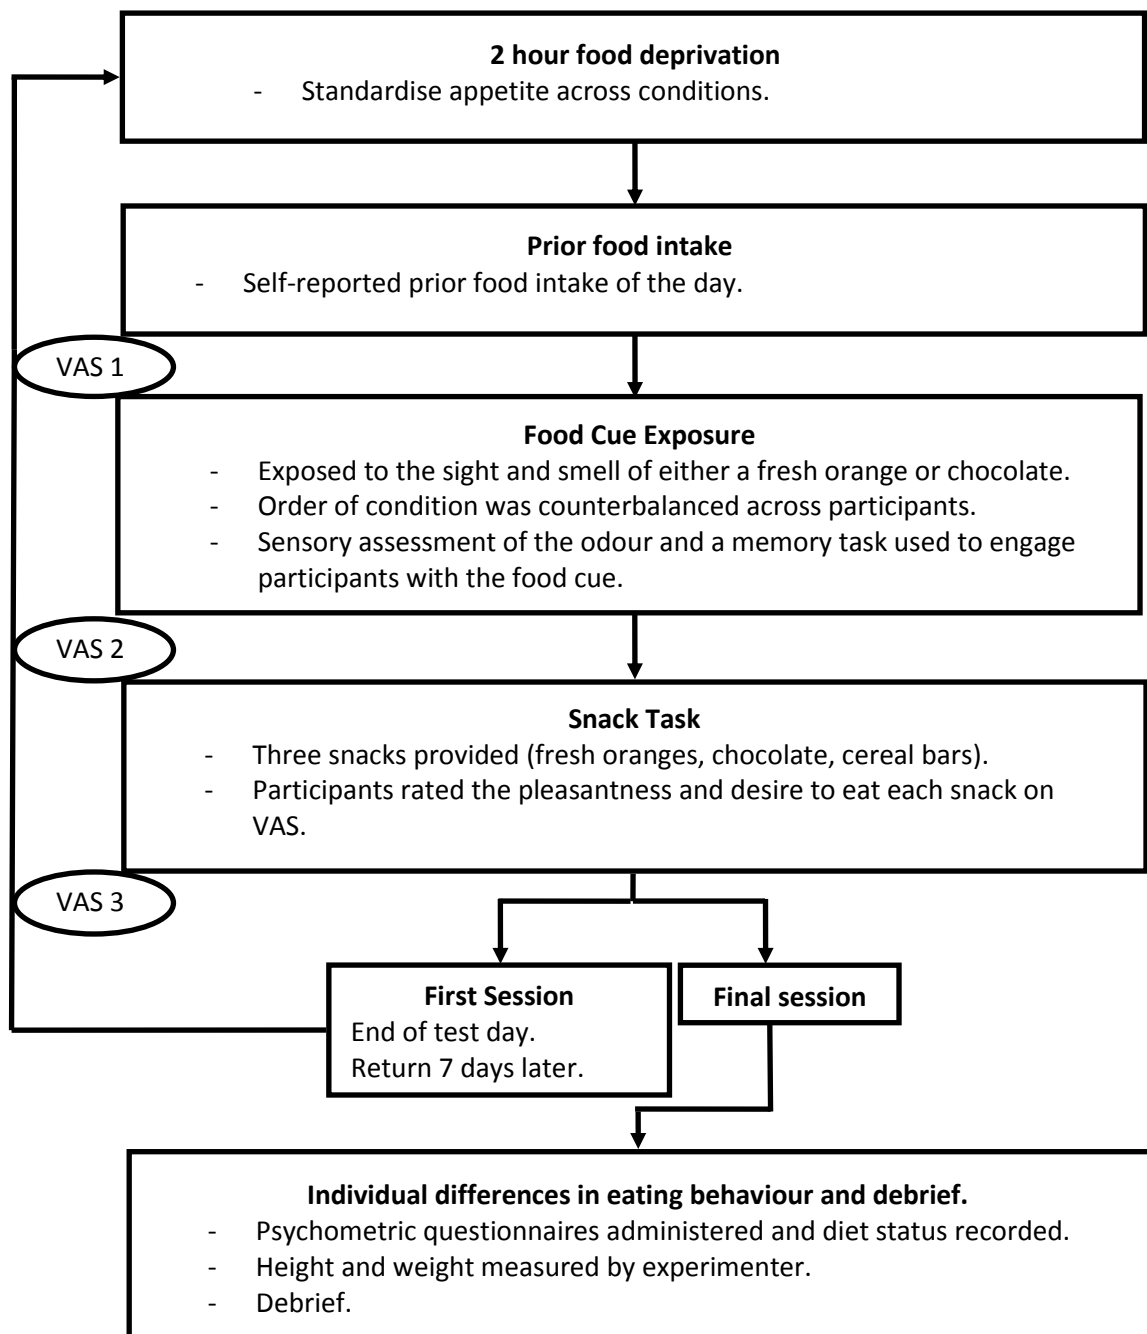 2 hour food deprivation
- Standardise appetite across conditions.
Prior food intake
- Self-reported prior food intake of the day.
VAS 1
Food Cue Exposure
- Exposed to the sight and smell of either a fresh orange or chocolate.
- Order of condition was counterbalanced across participants.
- Sensory assessment of the odour and a memory task used to engage
participants with the food cue.
VAS 2
Snack Task
- Three snacks provided (fresh oranges, chocolate, cereal bars).
- Participants rated the pleasantness and desire to eat each snack on
VAS.
VAS 3
First Session
End of test day.
Return 7 days later.
Final session
Individual differences in eating behaviour and debrief.
- Psychometric questionnaires administered and diet status recorded.
- Height and weight measured by experimenter.
- Debrief.